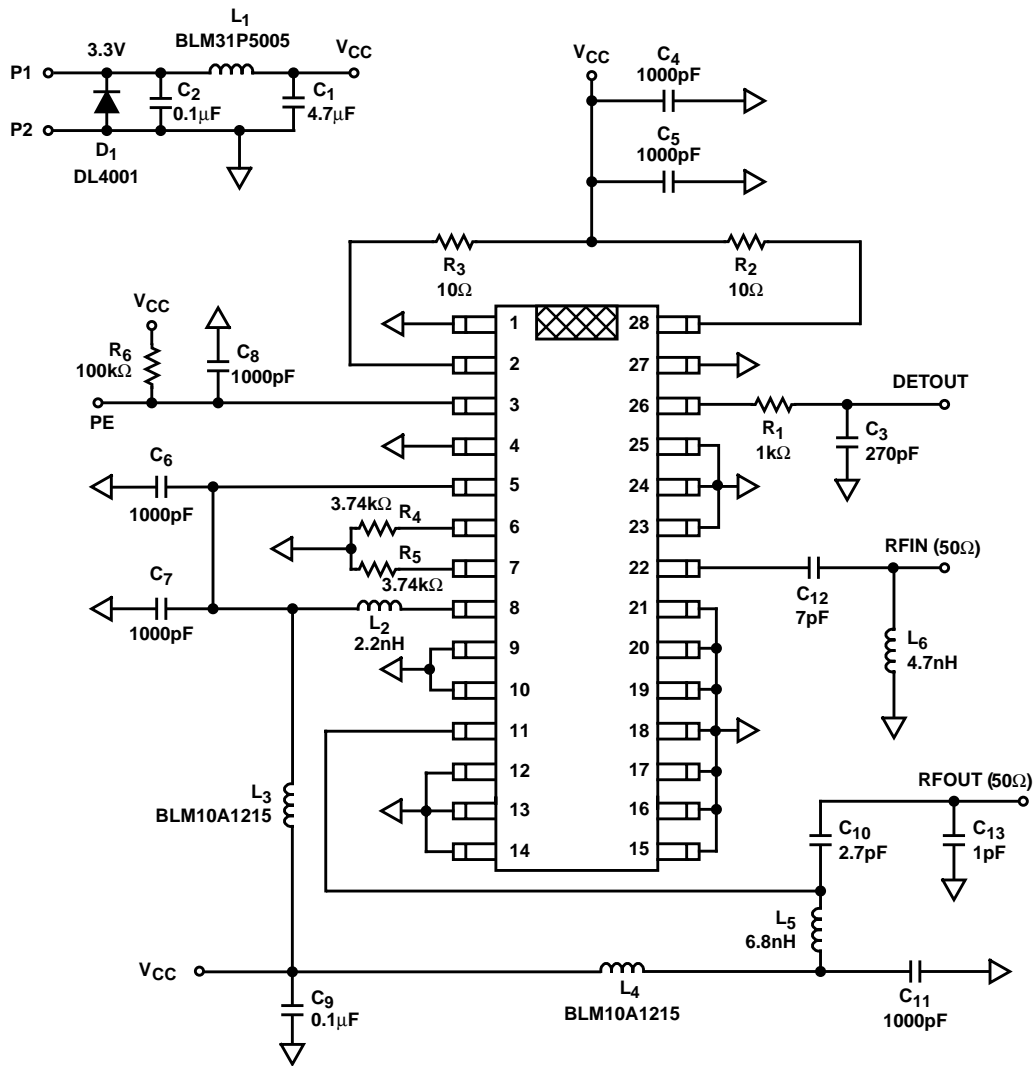 L1
BLM31P5005
3.3V
VCC
P1
C2
0.1μF
C1
4.7μF
P2
D1
DL4001
VCC
C4
1000pF
C5
1000pF
R3
10Ω
R2
10Ω
VCC
R6
100kΩ
C8
1000pF
PE
1
2
3
4
5
6
7
8
9
10
11
12
13
14
28
27
26
25
24
23
22
21
20
19
18
17
16
15
DETOUT
R1
1kΩ
C3
270pF
C6
1000pF
3.74kΩ
R4
R5
3.74kΩ
C7
1000pF
L2
2.2nH
RFIN (50Ω)
C12
7pF
L6
4.7nH
L3
BLM10A1215
RFOUT (50Ω)
C10
2.7pF
C13
1pF
L5
6.8nH
VCC
C9
0.1μF
L4
BLM10A1215
C11
1000pF